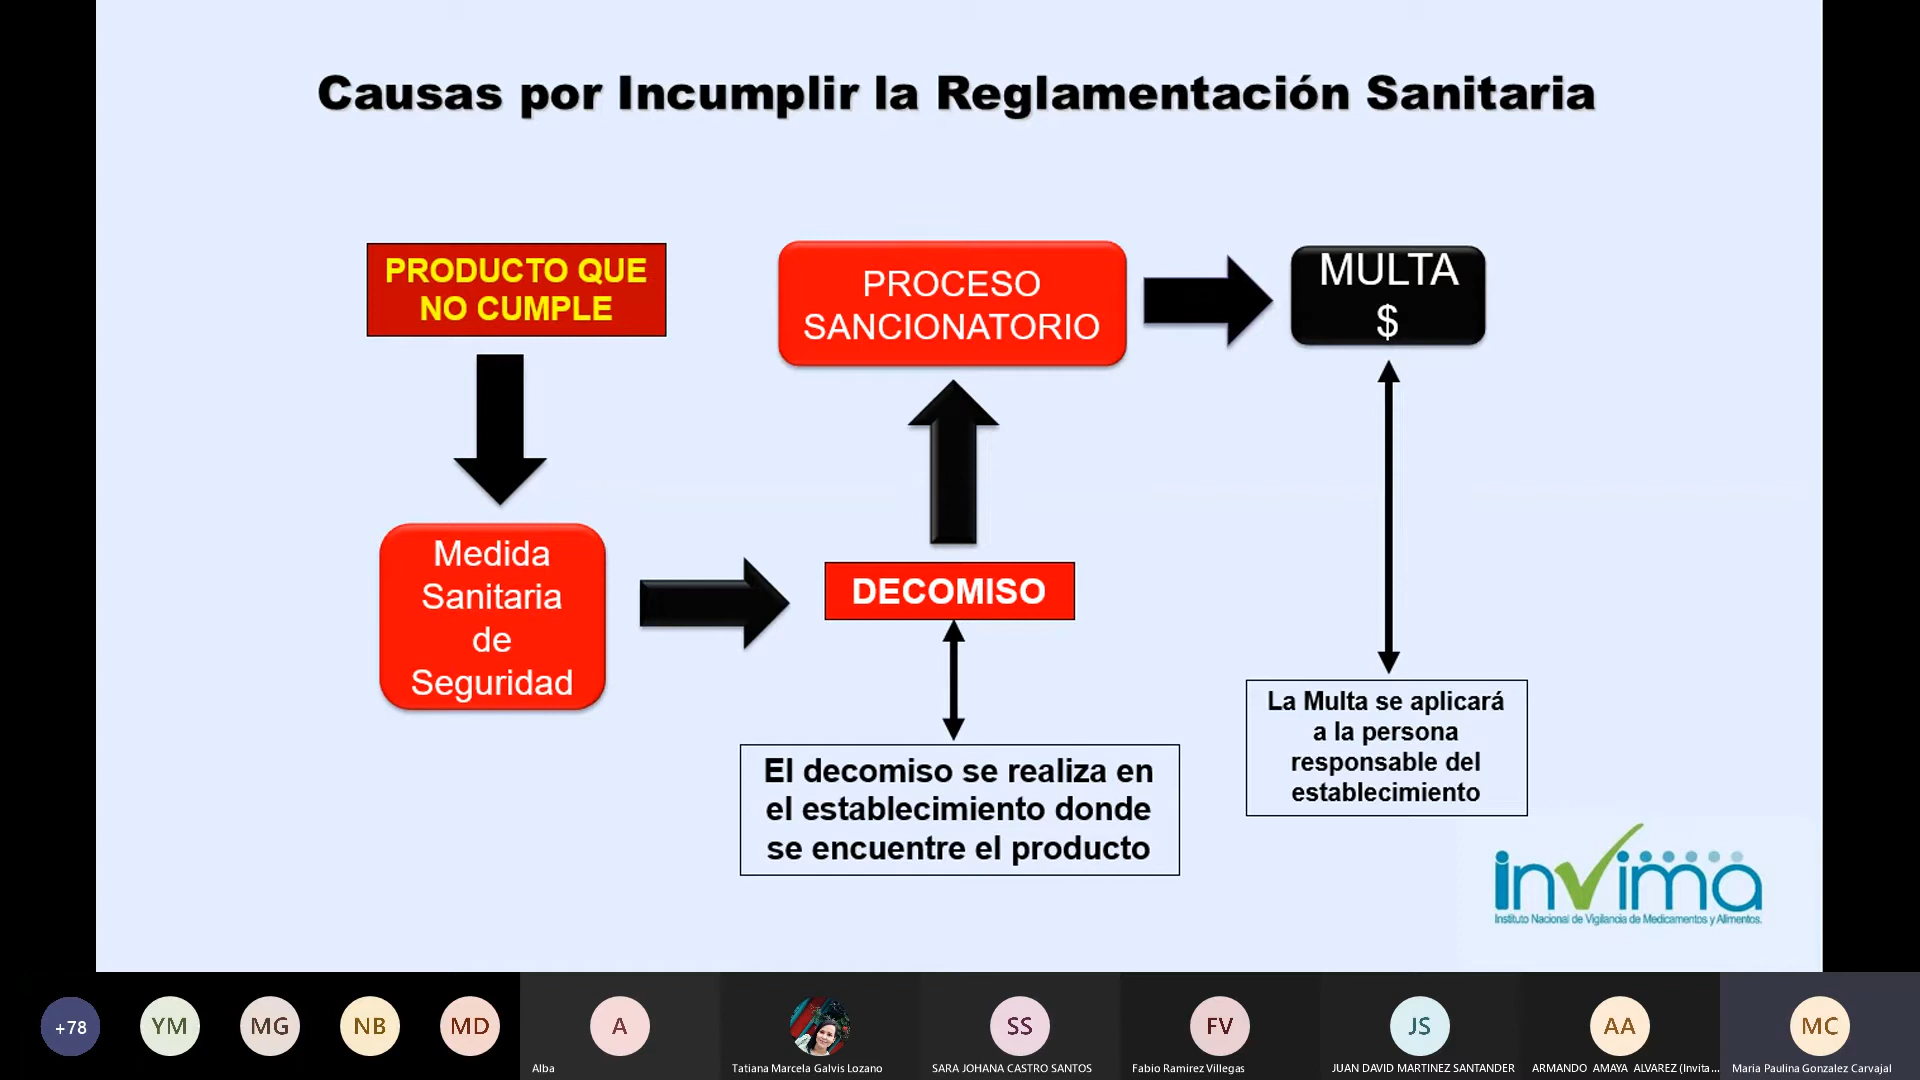 Causas por Incumplir la Reglamentación Sanitaria
PRODUCTO QUE
NO CUMPLE
PROCESO
SANCIONATORIO
MULTA
$
Medida
Sanitaria
de
Seguridad
DECOMISO
El decomiso se realiza en
el establecimiento donde
se encuentre el producto
La Multa se aplicará
a la persona
responsable del
establecimiento
invima
Instituto Nacional de Vigilancia de Medicamentos y Alimentos.
+78
YM
MG
NB
MD
A
SS
FV
JS
AA
MC
Alba
Tatiana Marcela Galvis Lozano
SARA JOHANA CASTRO SANTOS
Fabio Ramirez Villegas
JUAN DAVID MARTINEZ SANTANDER
ARMANDO AMAYA ALVAREZ (Invita...
Maria Paulina Gonzalez Carvajal